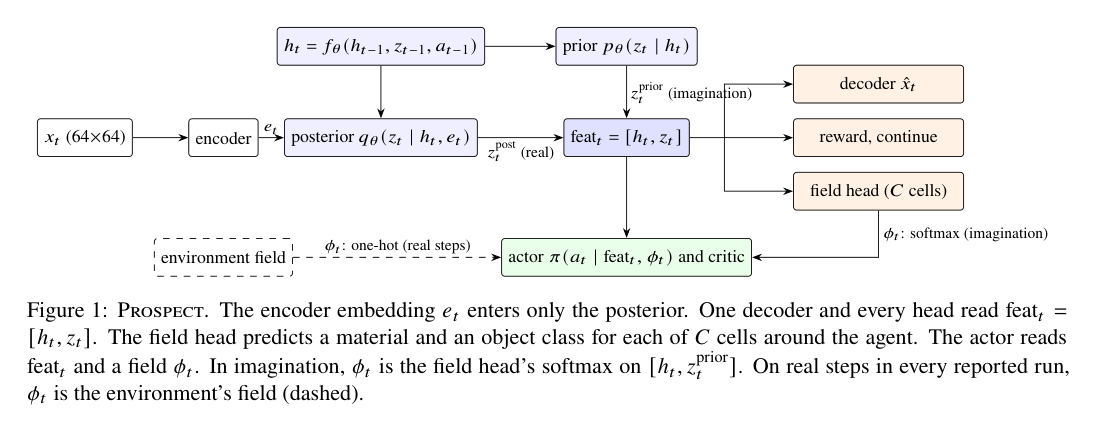 h_t = f_θ(h_{t−1}, z_{t−1}, a_{t−1})
prior p_θ(z_t | h_t)
z_t^{prior} (imagination)
decoder x̂_t
x_t (64×64)
encoder
e_t
posterior q_θ(z_t | h_t, e_t)
z_t^{post} (real)
feat_t = [h_t, z_t]
reward, continue
field head (C cells)
ϕ_t: softmax (imagination)
environment field
ϕ_t: one-hot (real steps)
actor π(a_t | feat_t, ϕ_t) and critic
Figure 1: PROSPECT. The encoder embedding e_t enters only the posterior. One decoder and every head read feat_t =
[h_t, z_t]. The field head predicts a material and an object class for each of C cells around the agent. The actor reads
feat_t and a field ϕ_t. In imagination, ϕ_t is the field head's softmax on [h_t, z_t^{prior}]. On real steps in every reported run,
ϕ_t is the environment's field (dashed).